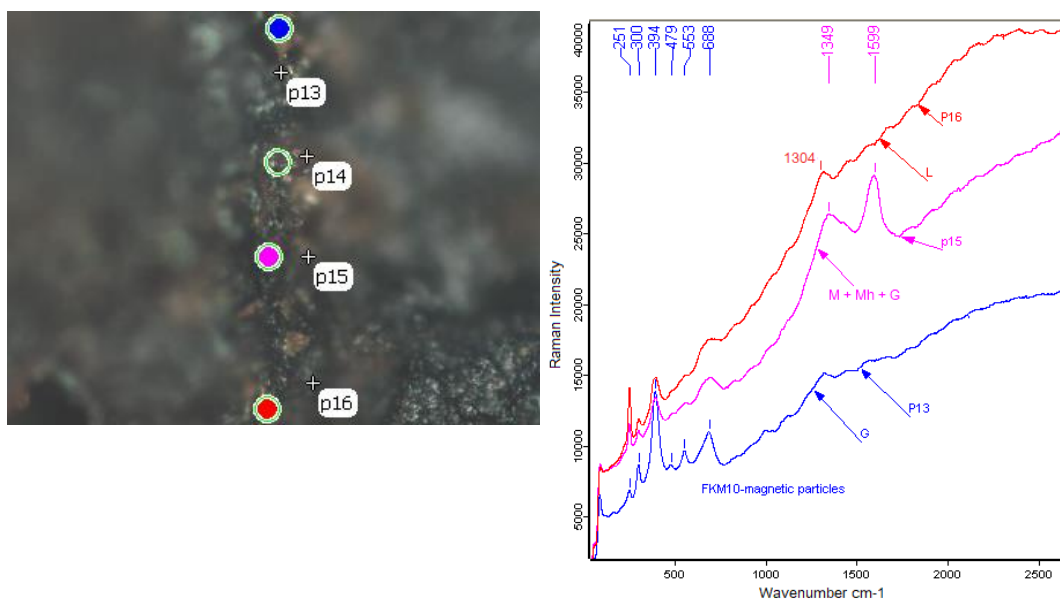 p13
p14
p15
p16
251
300
394
479
553
688
1349
1599
40000
35000
30000
25000
20000
15000
10000
5000
Raman Intensity
1304
P16
L
p15
M + Mh + G
P13
G
FKM10-magnetic particles
500
1000
1500
2000
2500
Wavenumber cm-1